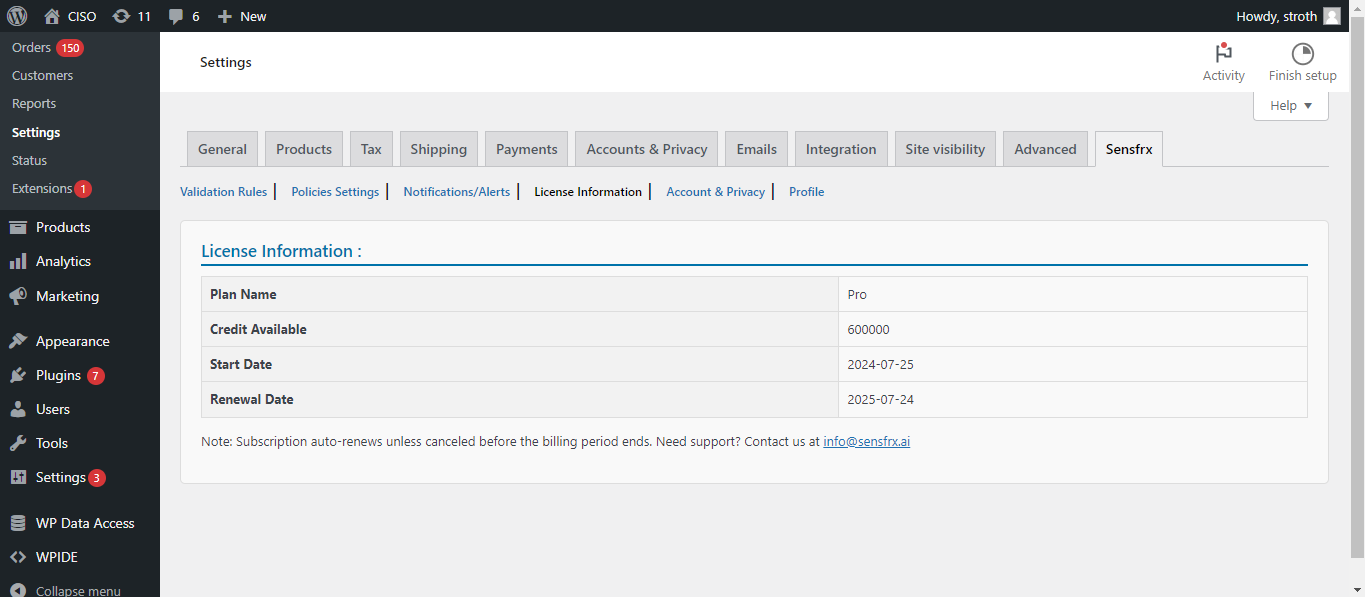 CISO 11 6 New Howdy, stroth
Orders 150
Customers
Reports
Settings
Status
Extensions 1
Products
Analytics
Marketing
Appearance
Plugins 7
Users
Tools
Settings 3
WP Data Access
WPIDE
Collapse menu
Settings
Activity Finish setup
Help
General Products Tax Shipping Payments Accounts & Privacy Emails Integration Site visibility Advanced Sensfrx
Validation Rules | Policies Settings | Notifications/Alerts | License Information | Account & Privacy | Profile
License Information :
Plan Name Pro
Credit Available 600000
Start Date 2024-07-25
Renewal Date 2025-07-24
Note: Subscription auto-renews unless canceled before the billing period ends. Need support? Contact us at info@sensfrx.ai